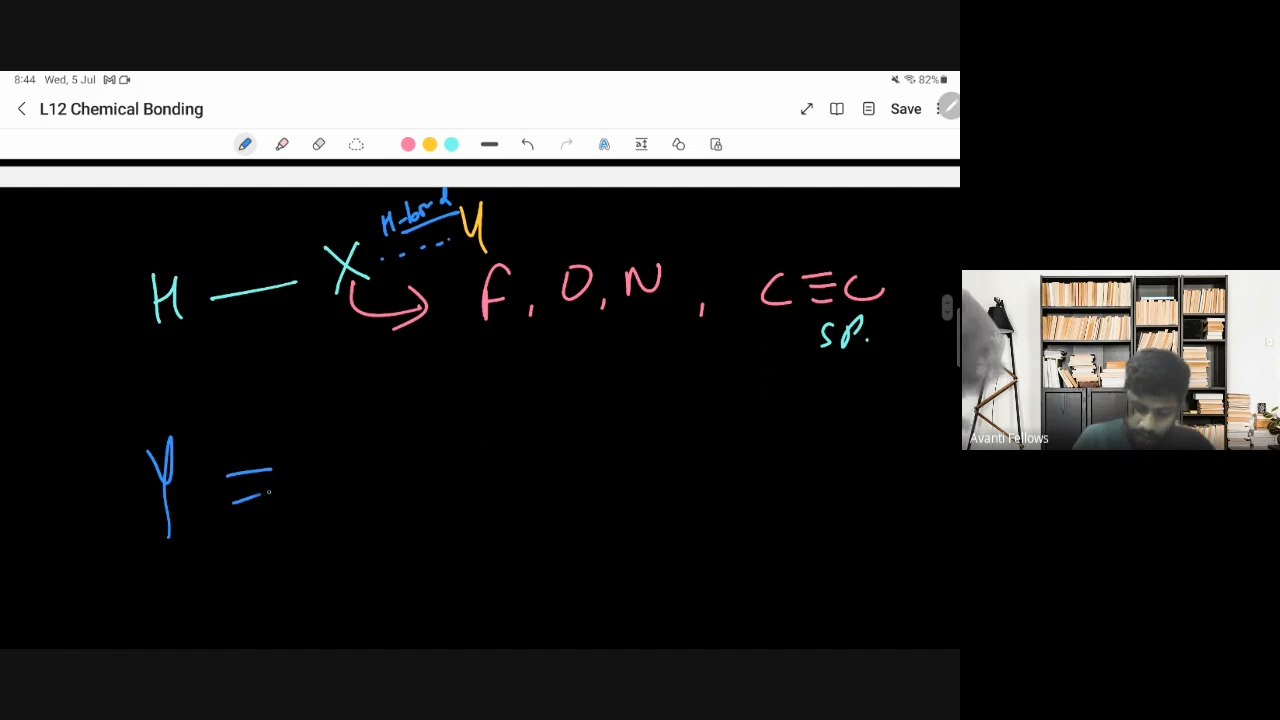 8:44 Wed, 5 Jul 82%
L12 Chemical Bonding
Save
H-bond
H — X Y
F, O, N, C≡C
sp.
Y =
Avanti Fellows